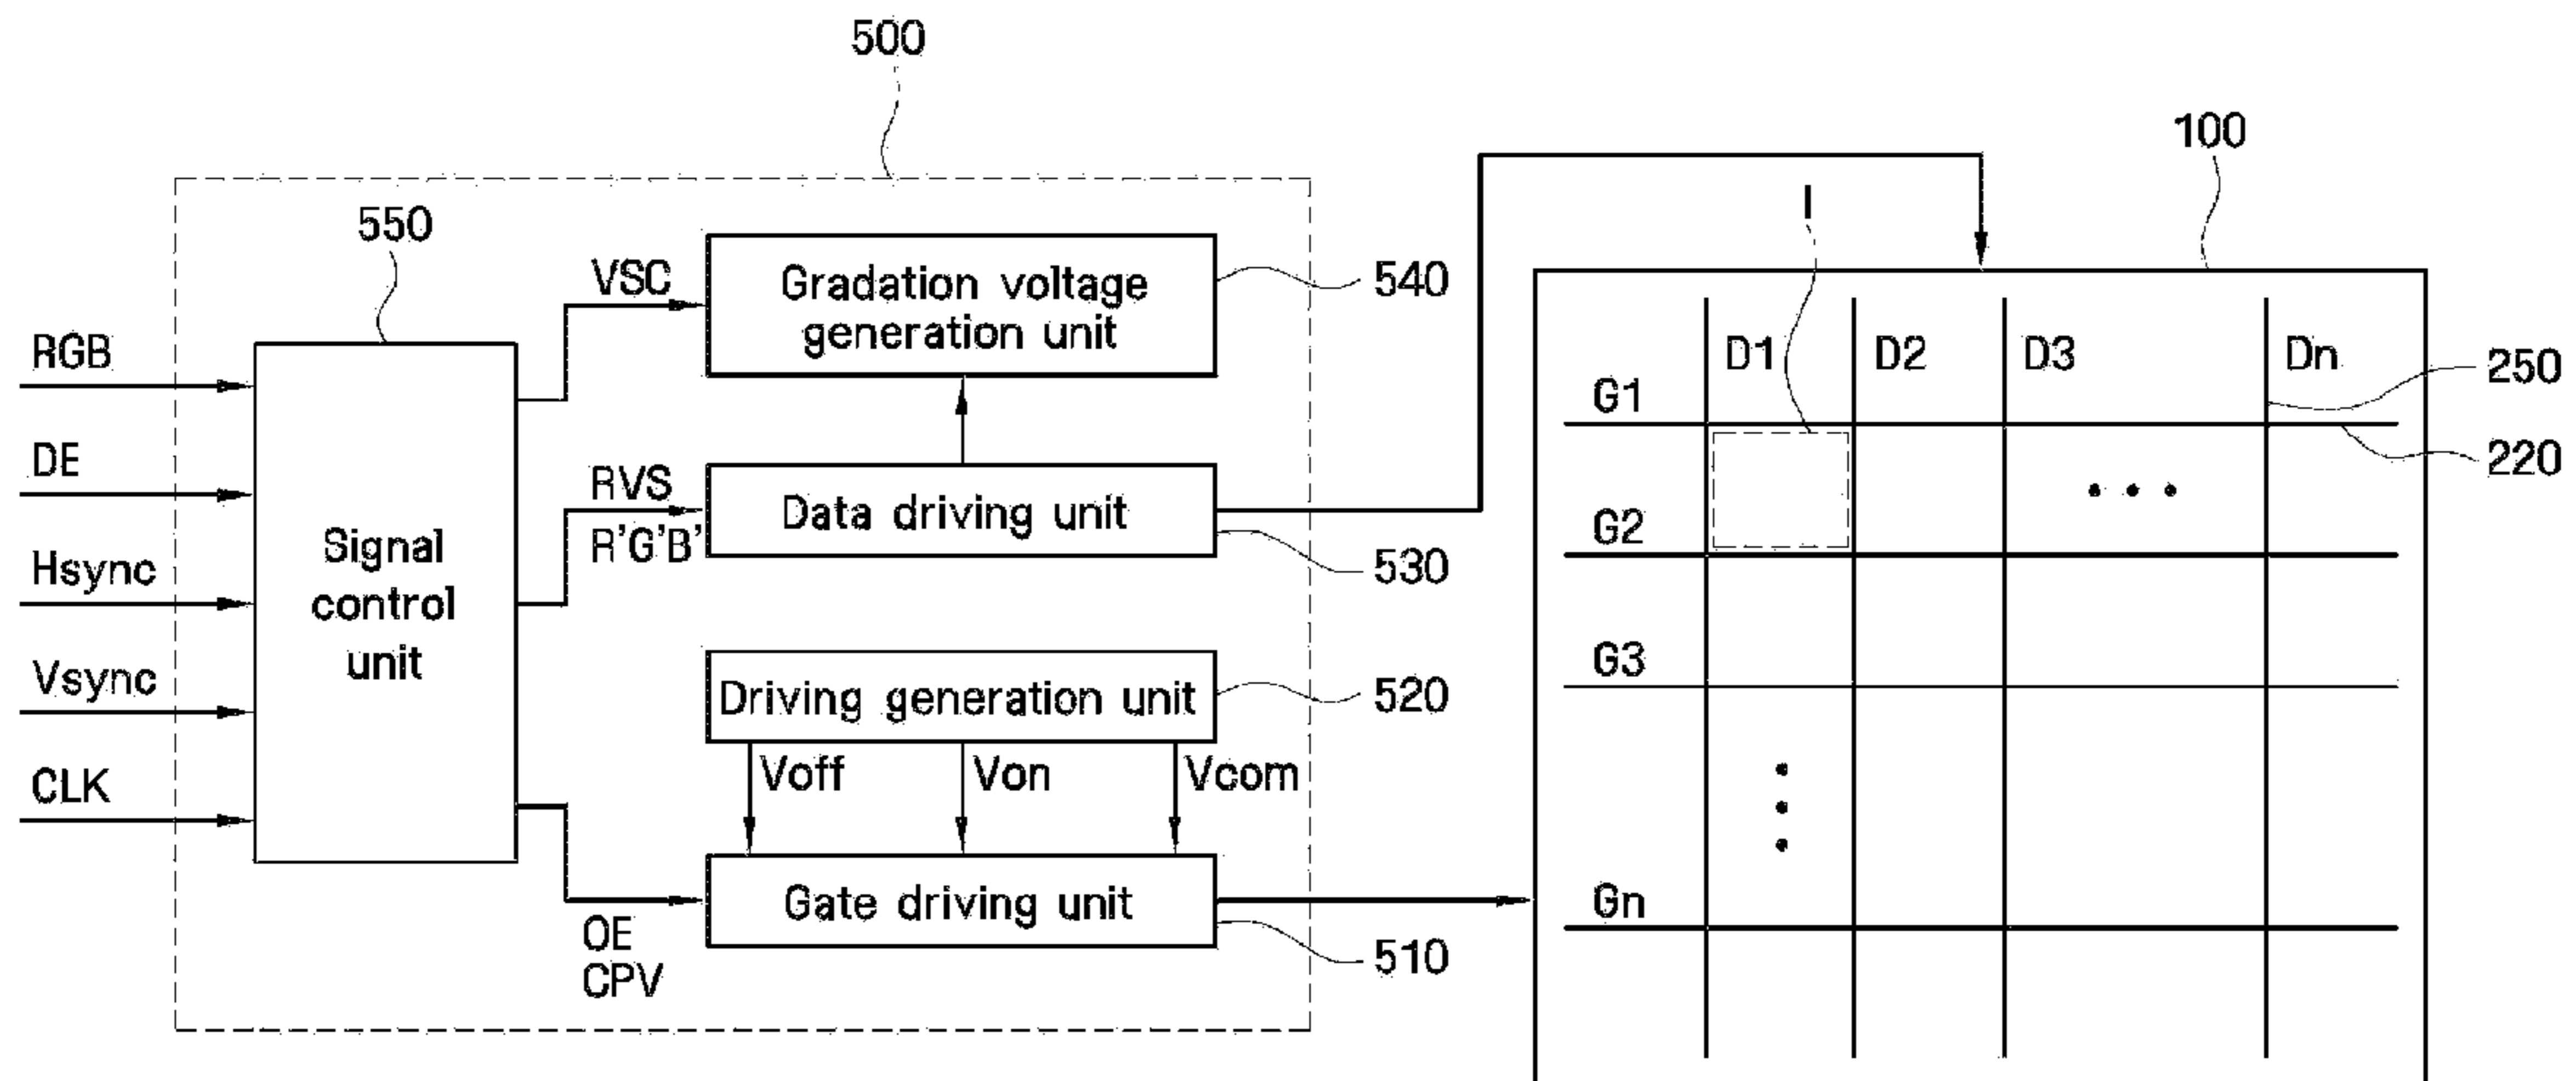 500
100
I
550
VSC
Gradation voltage
generation unit
540
RGB
D1
D2
D3
Dn
250
G1
DE
220
RVS
R'G'B'
Data driving unit
G2
530
Hsync
Signal
control
unit
Vsync
G3
Driving generation unit
520
Voff
Von
Vcom
CLK
Gate driving unit
Gn
OE
CPV
510